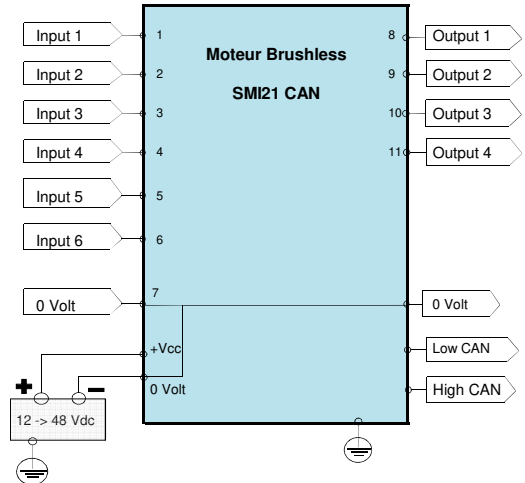 Moteur Brushless
SMI21 CAN
Input 1
1
Input 2
2
Input 3
3
Input 4
4
Input 5
5
Input 6
6
0 Volt
7
+Vcc
0 Volt
+
−
12 -> 48 Vdc
8
Output 1
9
Output 2
10
Output 3
11
Output 4
0 Volt
Low CAN
High CAN